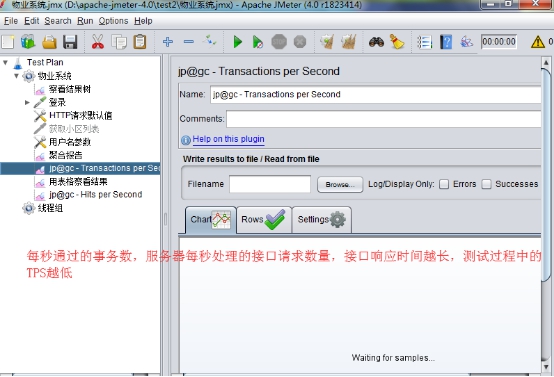 物业系统.jmx (D:\apache-jmeter-4.0\test2\物业系统.jmx) - Apache JMeter (4.0 r1823414)
File Edit Search Run Options Help
00:00:00 0
Test Plan
物业系统
察看结果树
登录
HTTP请求默认值
获取小区列表
用户名参数
聚合报告
jp@gc - Transactions per Sec
用表格察看结果
jp@gc - Hits per Second
线程组
jp@gc - Transactions per Second
Name: jp@gc - Transactions per Second
Comments:
Help on this plugin
Write results to file / Read from file
Filename Browse... Log/Display Only: Errors Successes
Chart Rows Settings
每秒通过的事务数，服务器每秒处理的接口请求数量，接口响应时间越长，测试过程中的
TPS越低
Waiting for samples...